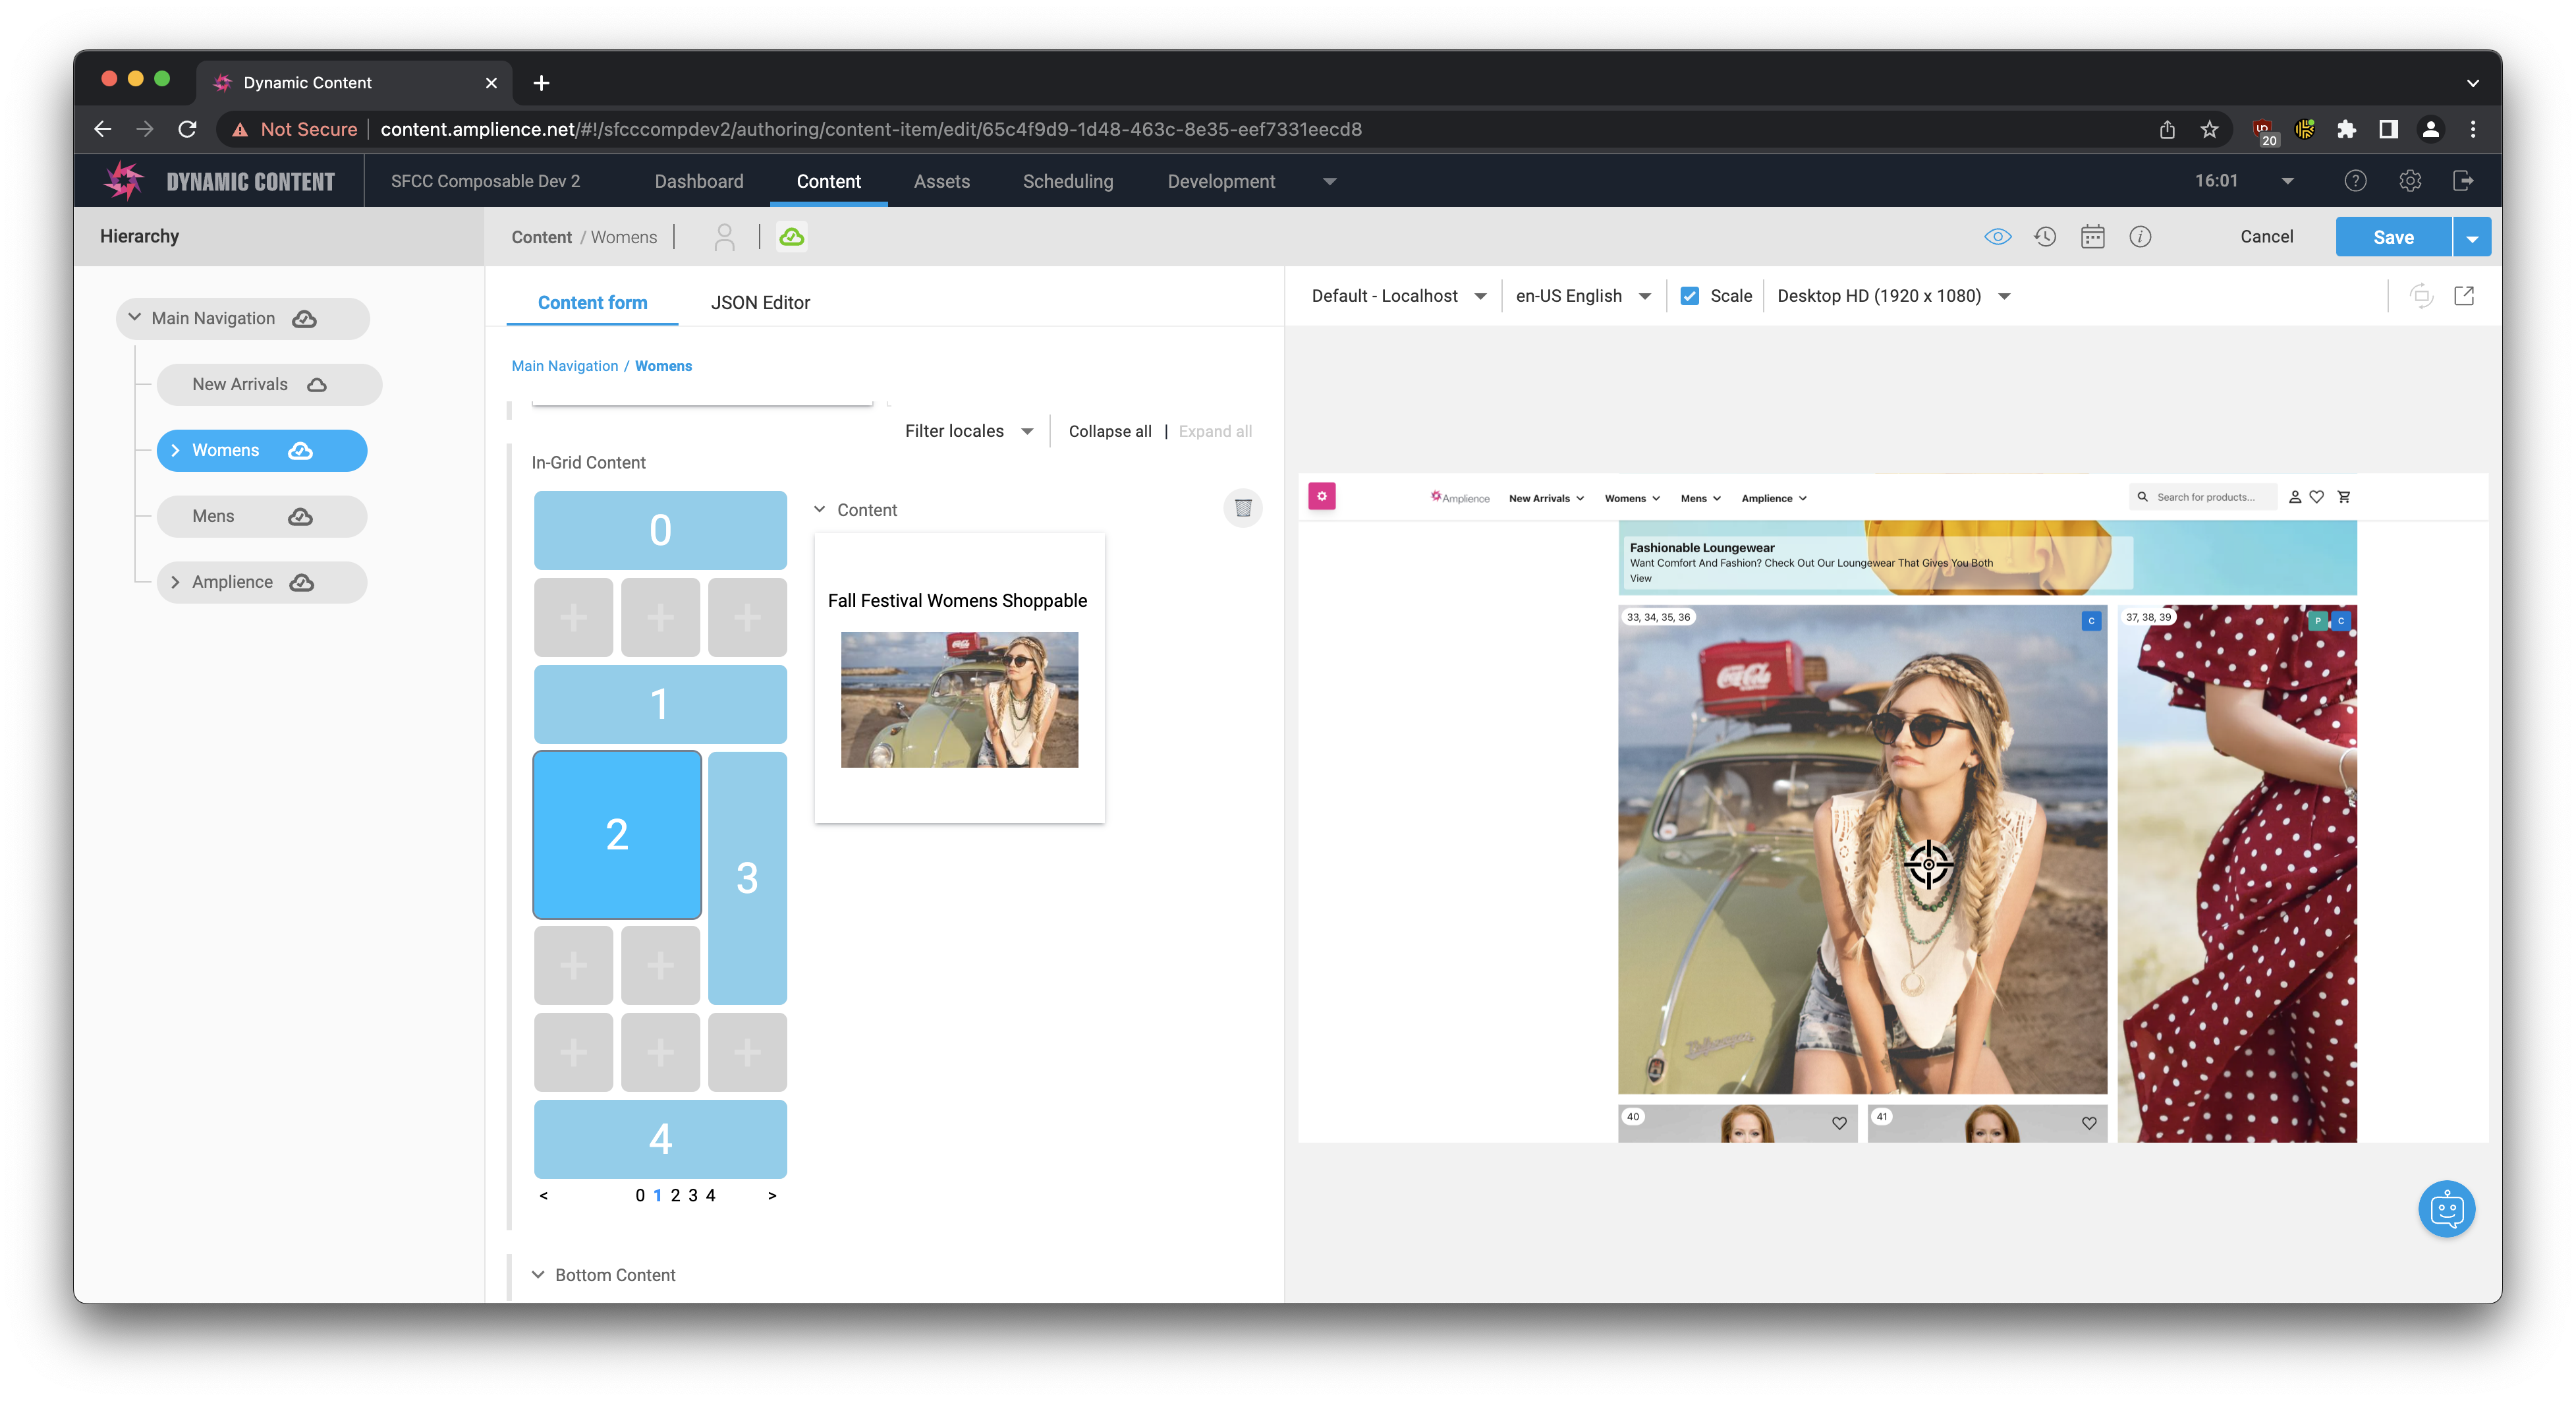 Dynamic Content
Not Secure content.amplience.net/#!/sfcccompdev2/authoring/content-item/edit/65c4f9d9-1d48-463c-8e35-eef7331eecd8
20
DYNAMIC CONTENT SFCC Composable Dev 2 Dashboard Content Assets Scheduling Development 16:01
Hierarchy
Content / Womens
Cancel Save
Main Navigation
New Arrivals
Womens
Mens
Amplience
Content form JSON Editor
Main Navigation / Womens
Filter locales Collapse all | Expand all
In-Grid Content
0
1
2
3
4
< 0 1 2 3 4 >
Content
Fall Festival Womens Shoppable
Coca-Cola
Bottom Content
Default - Localhost en-US English Scale Desktop HD (1920 x 1080)
Amplience New Arrivals Womens Mens Amplience Search for products...
Fashionable Loungewear
Want Comfort And Fashion? Check Out Our Loungewear That Gives You Both
View
33, 34, 35, 36 C
37, 38, 39 P C
Coca-Cola
Volkswagen
40
41